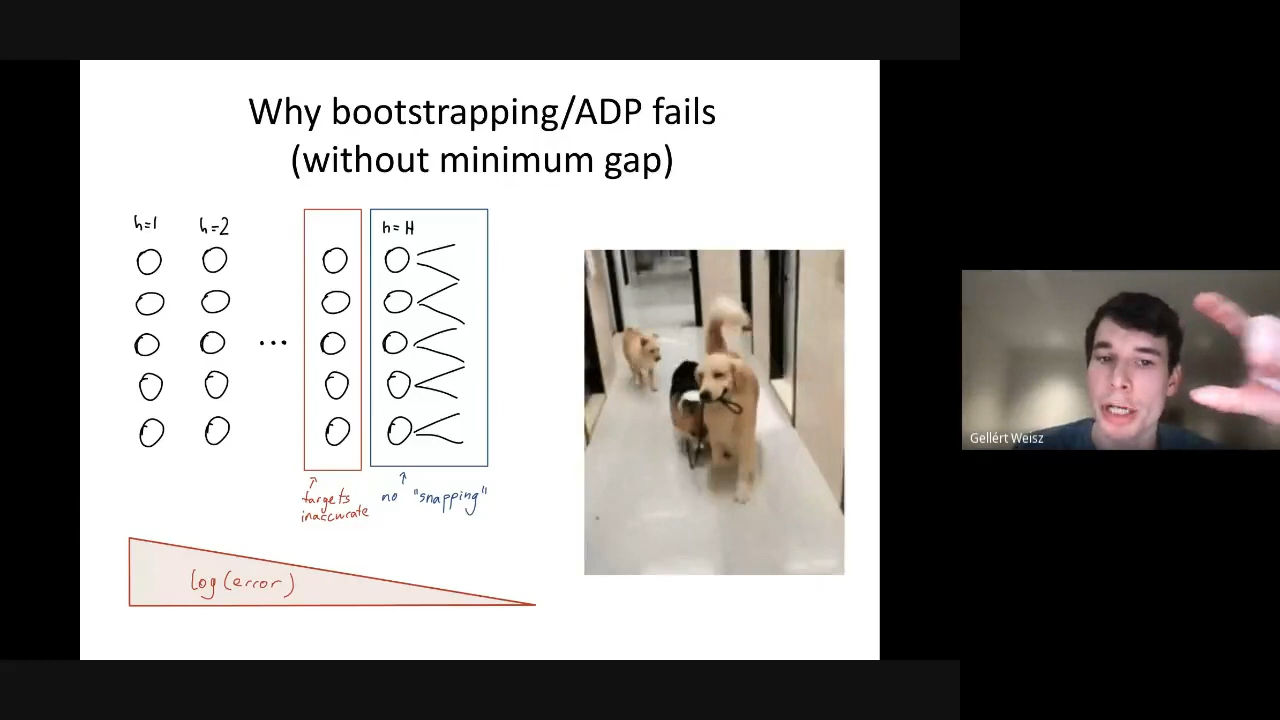 Why bootstrapping/ADP fails
(without minimum gap)
h=1 h=2 h=H
...
targets
inaccurate
no "snapping"
log(error)
Gellért Weisz